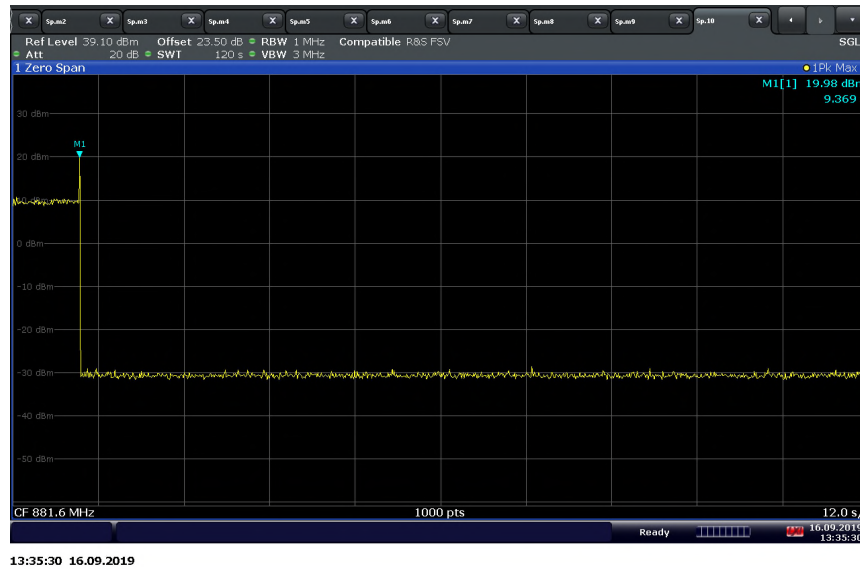 Sp.m2 Sp.m3 Sp.m4 Sp.m5 Sp.m6 Sp.m7 Sp.m8 Sp.m9 Sp.10
Ref Level 39.10 dBm Offset 23.50 dB RBW 1 MHz Compatible R&S FSV SGL
Att 20 dB SWT 120 s VBW 3 MHz
1 Zero Span 1Pk Max
M1[1] 19.98 dBm
9.369
30 dBm
M1
20 dBm
10 dBm
0 dBm
-10 dBm
-20 dBm
-30 dBm
-40 dBm
-50 dBm
CF 881.6 MHz 1000 pts 12.0 s/
Ready 16.09.2019
13:35:30
13:35:30 16.09.2019